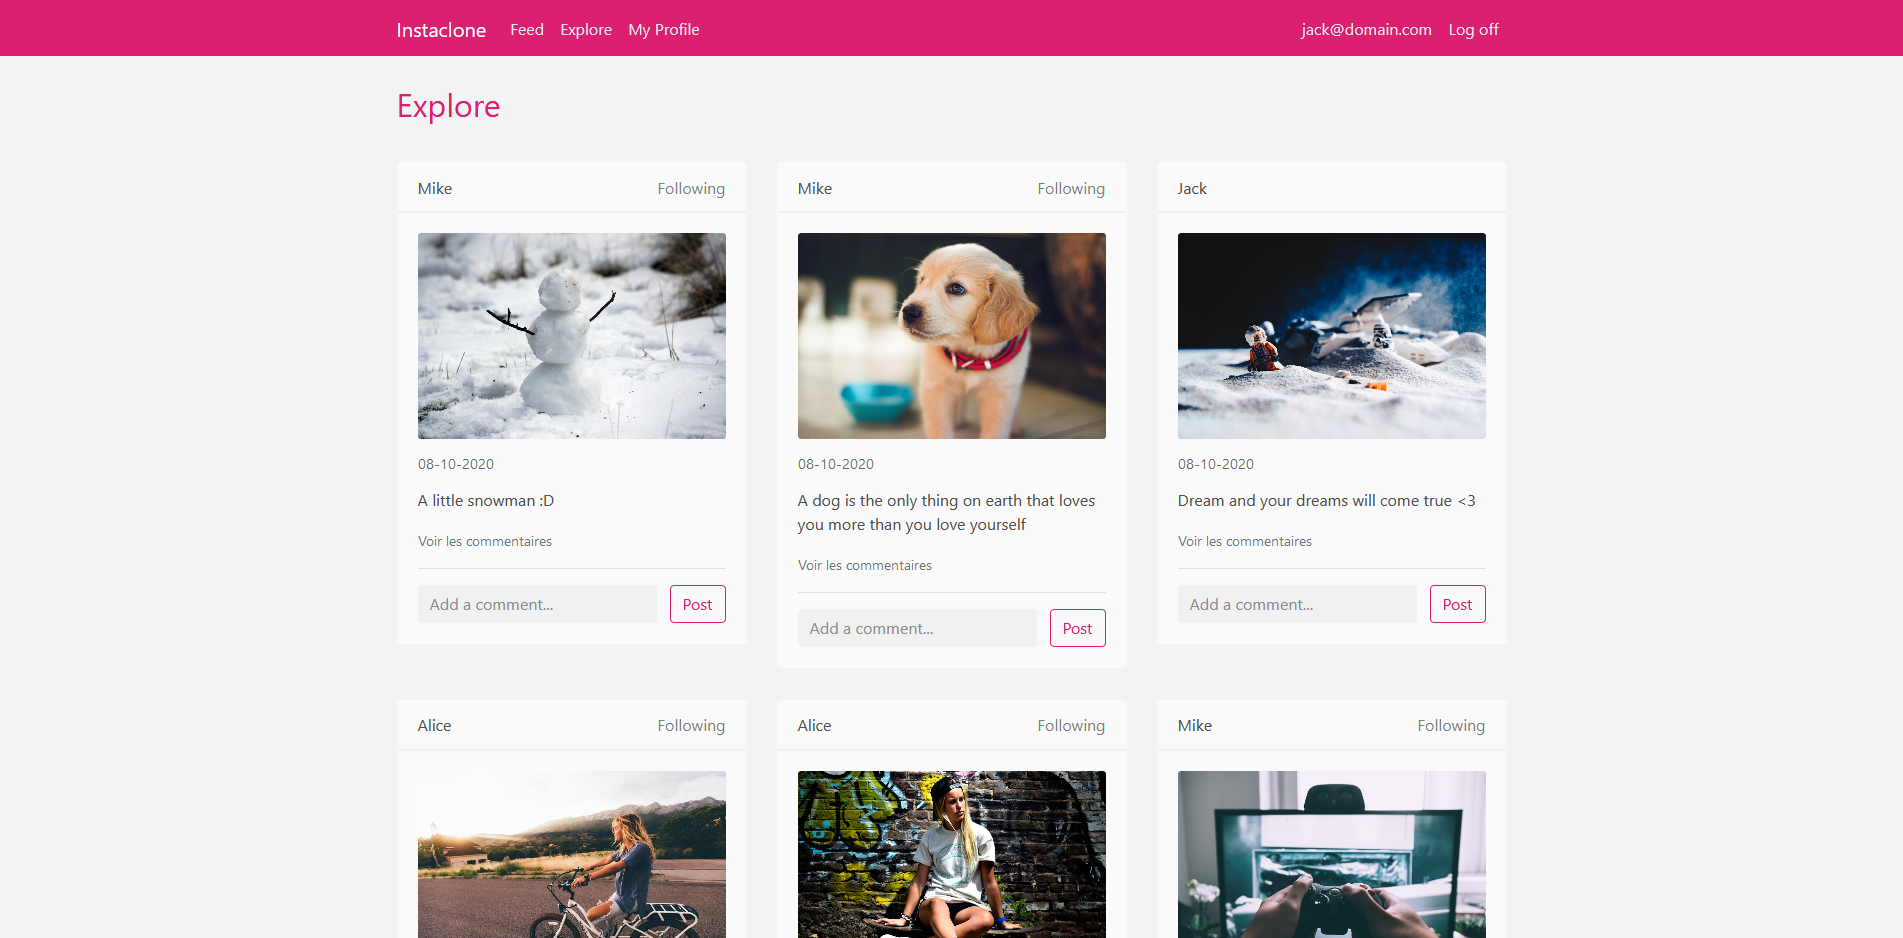 Instaclone Feed Explore My Profile jack@domain.com Log off
Explore
Mike Following
08-10-2020
A little snowman :D
Voir les commentaires
Add a comment...
Post
Mike Following
08-10-2020
A dog is the only thing on earth that loves
you more than you love yourself
Voir les commentaires
Add a comment...
Post
Jack
08-10-2020
Dream and your dreams will come true <3
Voir les commentaires
Add a comment...
Post
Alice Following
Alice Following
Mike Following